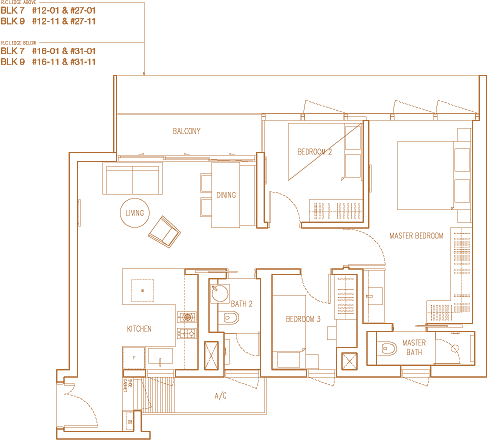 R.C LEDGE ABOVE
BLK 7 #12-01 & #27-01
BLK 9 #12-11 & #27-11
R.C LEDGE BELOW
BLK 7 #16-01 & #31-01
BLK 9 #16-11 & #31-11
BALCONY
BEDROOM 2
DINING
LIVING
MASTER BEDROOM
BATH 2
KITCHEN
BEDROOM 3
MASTER
BATH
F
A/C